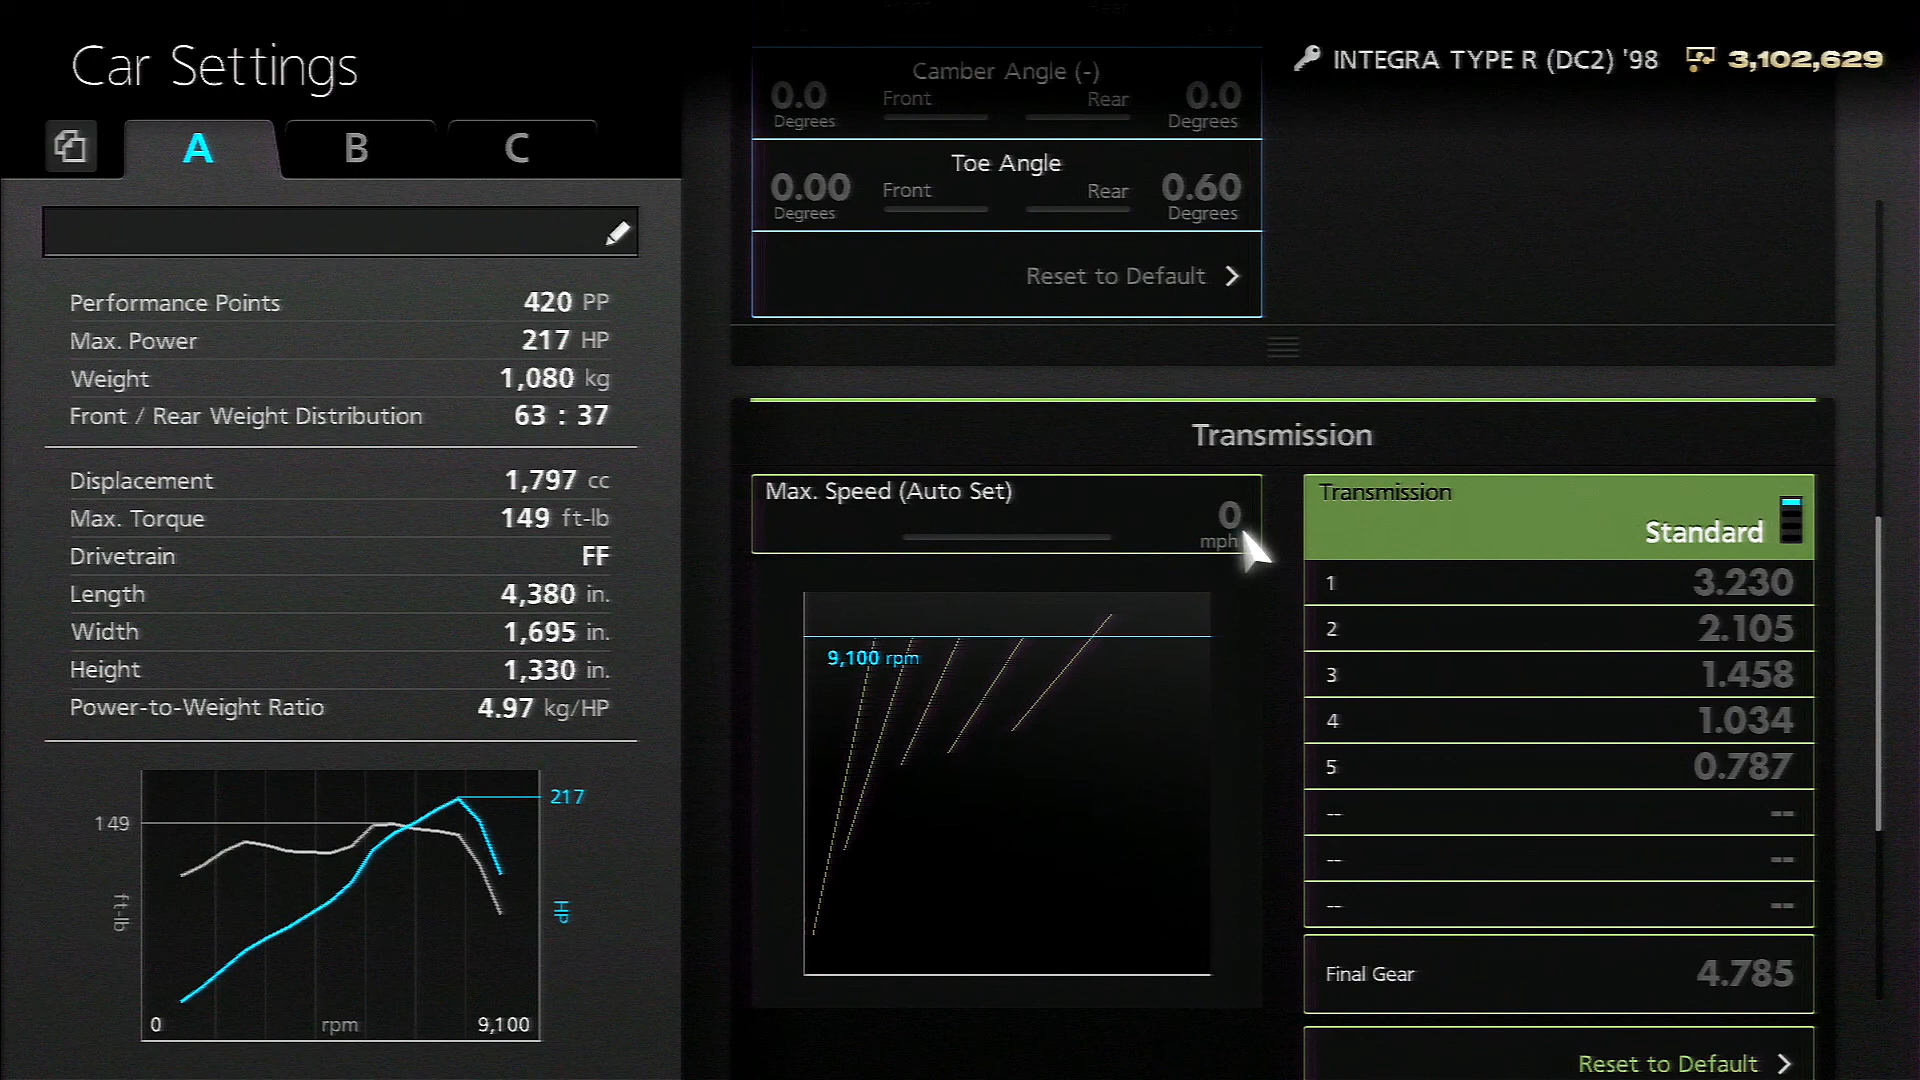 Car Settings
INTEGRA TYPE R (DC2) '98
3,102,629
A
B
C
Performance Points 420 PP
Max. Power 217 HP
Weight 1,080 kg
Front / Rear Weight Distribution 63 : 37
Displacement 1,797 cc
Max. Torque 149 ft-lb
Drivetrain FF
Length 4,380 in.
Width 1,695 in.
Height 1,330 in.
Power-to-Weight Ratio 4.97 kg/HP
217
149
ft-lb
HP
0 rpm 9,100
Camber Angle (-)
0.0 Front Rear 0.0
Degrees Degrees
Toe Angle
0.00 Front Rear 0.60
Degrees Degrees
Reset to Default
Transmission
Max. Speed (Auto Set)
0
mph
9,100 rpm
Transmission
Standard
1 3.230
2 2.105
3 1.458
4 1.034
5 0.787
-- --
-- --
-- --
Final Gear 4.785
Reset to Default